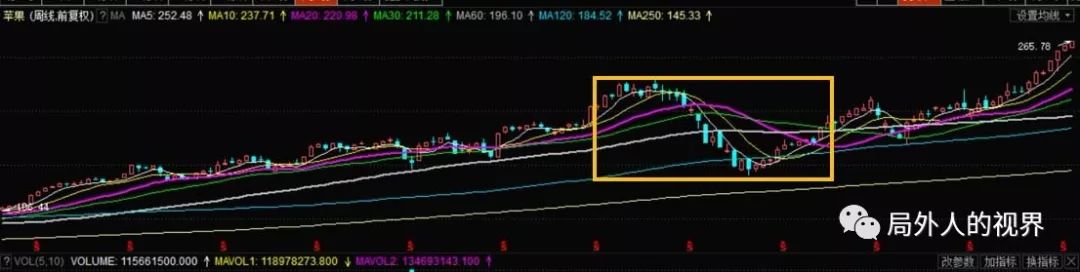 苹果(周线,前复权) ? MA MA5: 252.48 ↑ MA10: 237.71 ↑ MA20: 220.98 ↑ MA30: 211.28 ↑ MA60: 196.10 ↑ MA120: 184.52 ↑ MA250: 145.33 ↑ 设置均线
265.78
局外人的视界
? VOL(5,10) VOLUME: 115661500.000 ↑ MAVOL1: 118978273.800 ↓ MAVOL2: 134693143.100 ↑ 改参数 加指标 换指标